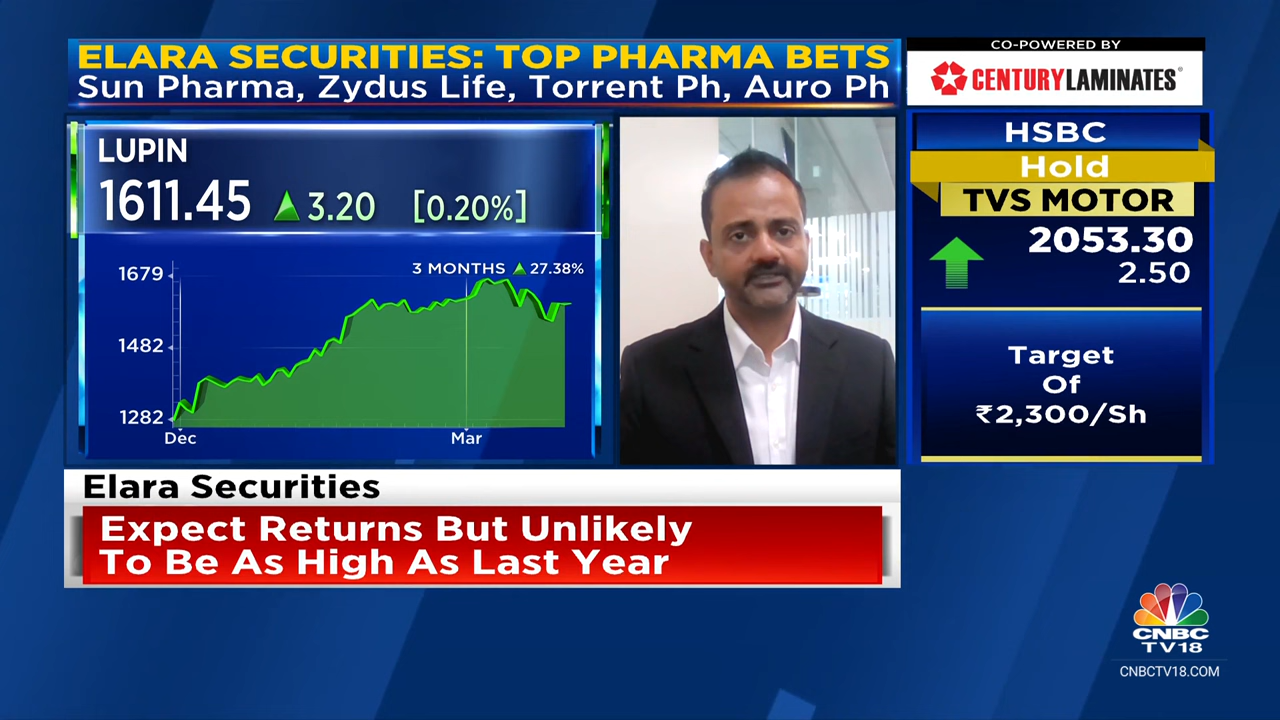 ELARA SECURITIES: TOP PHARMA BETS
Sun Pharma, Zydus Life, Torrent Ph, Auro Ph
CO-POWERED BY
CENTURYLAMINATES®
LUPIN
1611.45 3.20 [0.20%]
3 MONTHS 27.38%
1679
1482
1282
Dec Mar
HSBC
Hold
TVS MOTOR
2053.30
2.50
Target
Of
₹2,300/Sh
Elara Securities
Expect Returns But Unlikely
To Be As High As Last Year
CNBC
TV18
CNBCTV18.COM